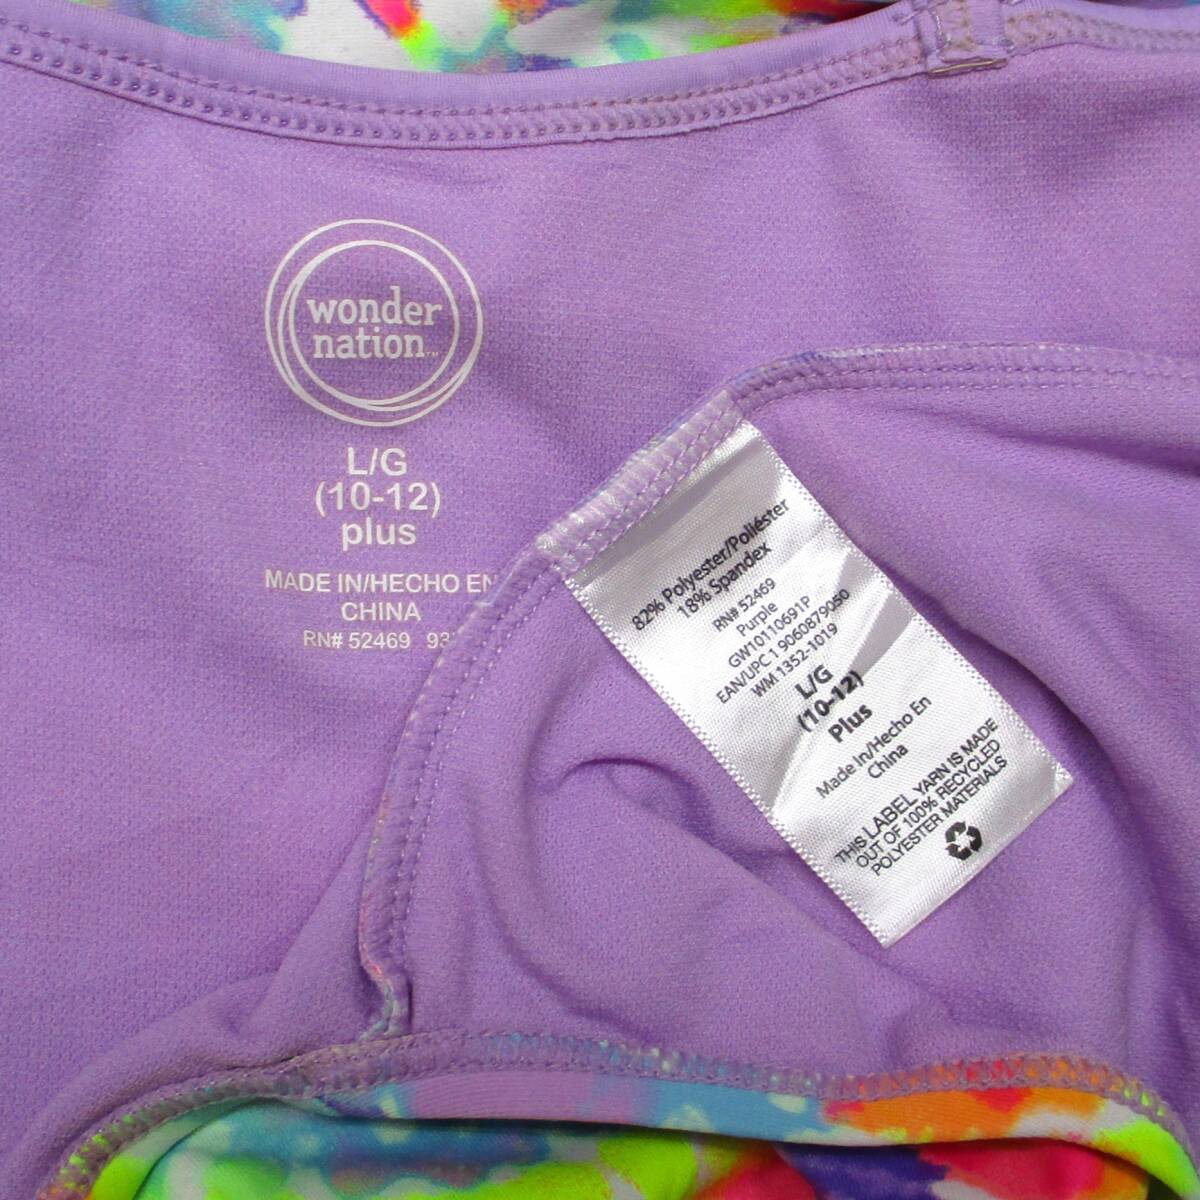 wonder
nation™
L/G
(10-12)
plus
MADE IN/HECHO EN
CHINA
RN# 52469 93
82% Polyester/Poliéster
18% Spandex
RN# 52469
Purple
GW10110691P
EAN/UPC 1 9060879050
WM 1352-1019
L/G
(10-12)
Plus
Made In/Hecho En
China
THIS LABEL YARN IS MADE
OUT OF 100% RECYCLED
POLYESTER MATERIALS